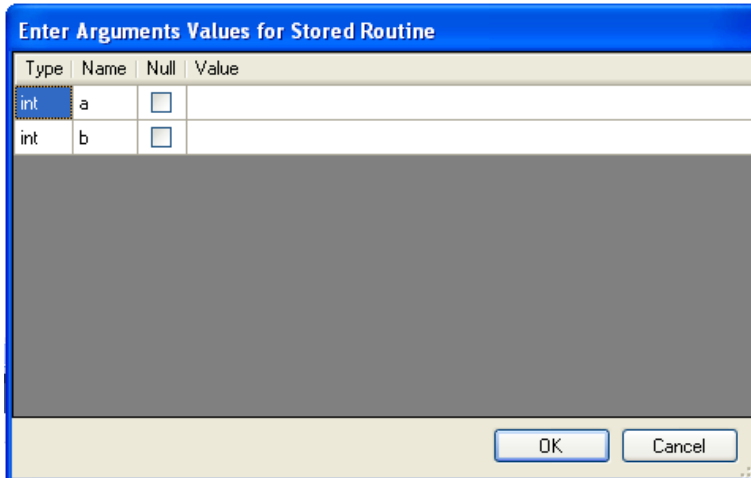 Enter Arguments Values for Stored Routine
Type Name Null Value
int a
int b
OK Cancel